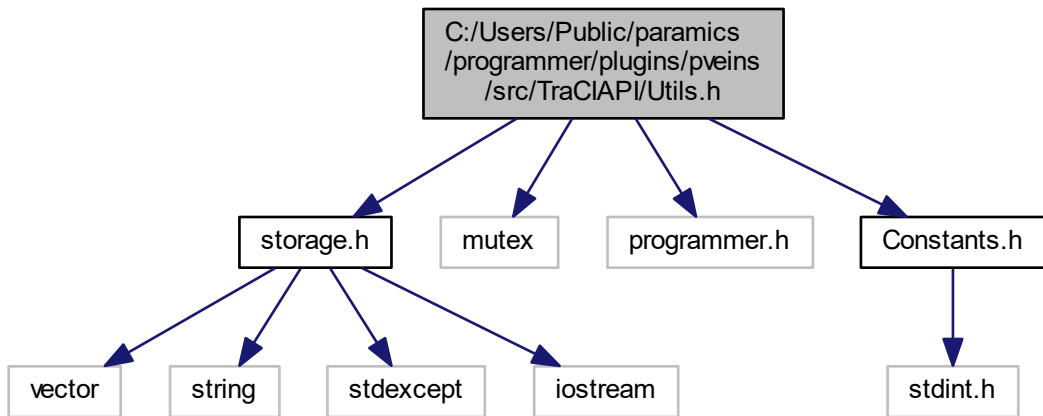 C:/Users/Public/paramics
/programmer/plugins/pveins
/src/TraCIAPI/Utils.h
storage.h
mutex
programmer.h
Constants.h
vector
string
stdexcept
iostream
stdint.h